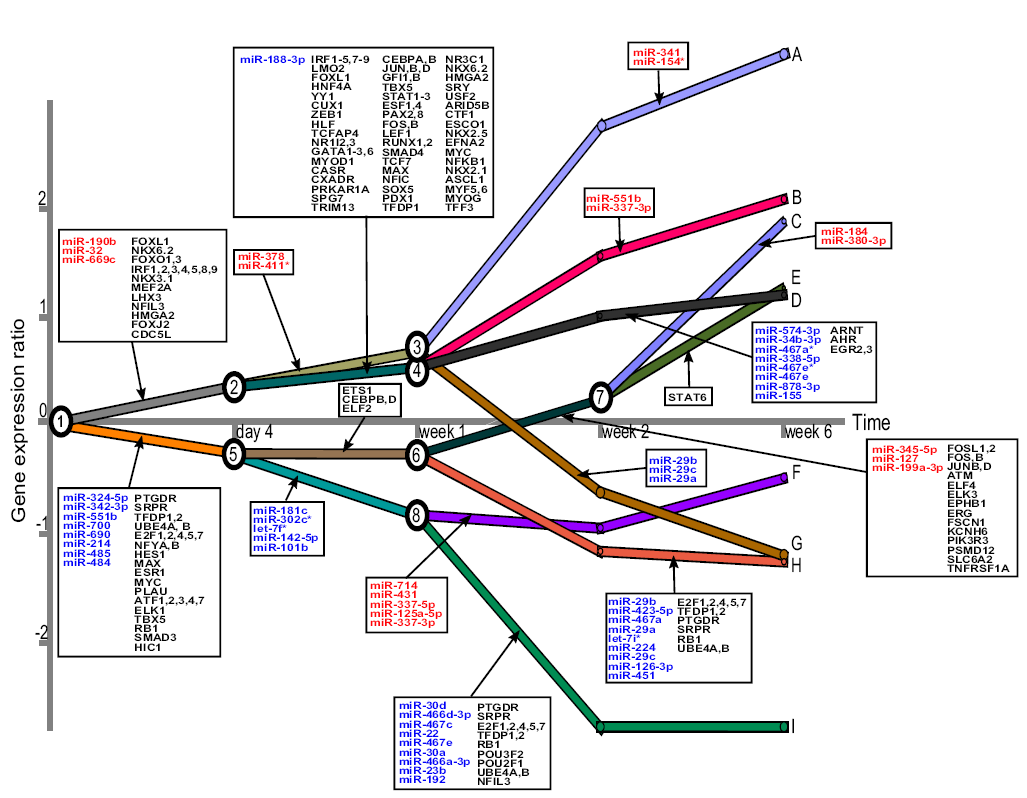 miR-341
miR-154*
A
miR-188-3p IRF1-5,7-9 CEBPA,B NR3C1
LMO2 JUN,B,D NKX6.2
FOXL1 GFI1,B HMGA2
HNF4A TBX5 SRY
YY1 STAT1-3 USF2
CUX1 ESF1,4 ARID5B
ZEB1 PAX2,8 CTF1
HLF FOS,B ESCO1
TCFAP4 LEF1 NKX2.5
NR1I2,3 RUNX1,2 EFNA2
GATA1-3,6 SMAD4 MYC
MYOD1 TCF7 NFKB1
CASR MAX NKX2.1
CXADR NFIC ASCL1
PRKAR1A SOX5 MYF5,6
SPG7 PDX1 MYOG
TRIM13 TFDP1 TFF3
miR-551b
miR-337-3p
B
C
miR-184
miR-380-3p
2
miR-190b FOXL1
miR-32 NKX6.2
miR-669c FOXO1,3
IRF1,2,3,4,5,8,9
NKX3.1
MEF2A
LHX3
NFIL3
HMGA2
FOXJ2
CDC5L
miR-378
miR-411*
E
D
1
miR-574-3p ARNT
miR-34b-3p AHR
miR-467a* EGR2,3
miR-338-5p
miR-467e*
miR-467e
miR-878-3p
miR-155
3
4
2
ETS1
CEBPB,D
ELF2
STAT6
7
0
1
Time
day 4
week 1
week 2
week 6
5
6
Gene expression ratio
miR-345-5p FOSL1,2
miR-127 FOS,B
miR-199a-3p JUNB,D
ATM
ELF4
ELK3
EPHB1
ERG
FSCN1
KCNH6
PIK3R3
PSMD12
SLC6A2
TNFRSF1A
miR-29b
miR-29c
miR-29a
F
miR-324-5p PTGDR
miR-342-3p SRPR
miR-551b TFDP1,2
miR-700 UBE4A, B
miR-690 E2F1,2,4,5,7
miR-214 NFYA,B
miR-485 HES1
miR-484 MAX
ESR1
MYC
PLAU
ATF1,2,3,4,7
ELK1
TBX5
RB1
SMAD3
HIC1
miR-181c
miR-302c*
let-7f*
miR-142-5p
miR-101b
8
-1
G
H
miR-714
miR-431
miR-337-5p
miR-125a-5p
miR-337-3p
miR-29b E2F1,2,4,5,7
miR-423-5p TFDP1,2
miR-467a PTGDR
miR-29a SRPR
let-7i* RB1
miR-224 UBE4A,B
miR-29c
miR-126-3p
miR-451
-2
miR-30d PTGDR
miR-466d-3p SRPR
miR-467c E2F1,2,4,5,7
miR-22 TFDP1,2
miR-467e RB1
miR-30a POU3F2
miR-466a-3p POU2F1
miR-23b UBE4A,B
miR-192 NFIL3
I